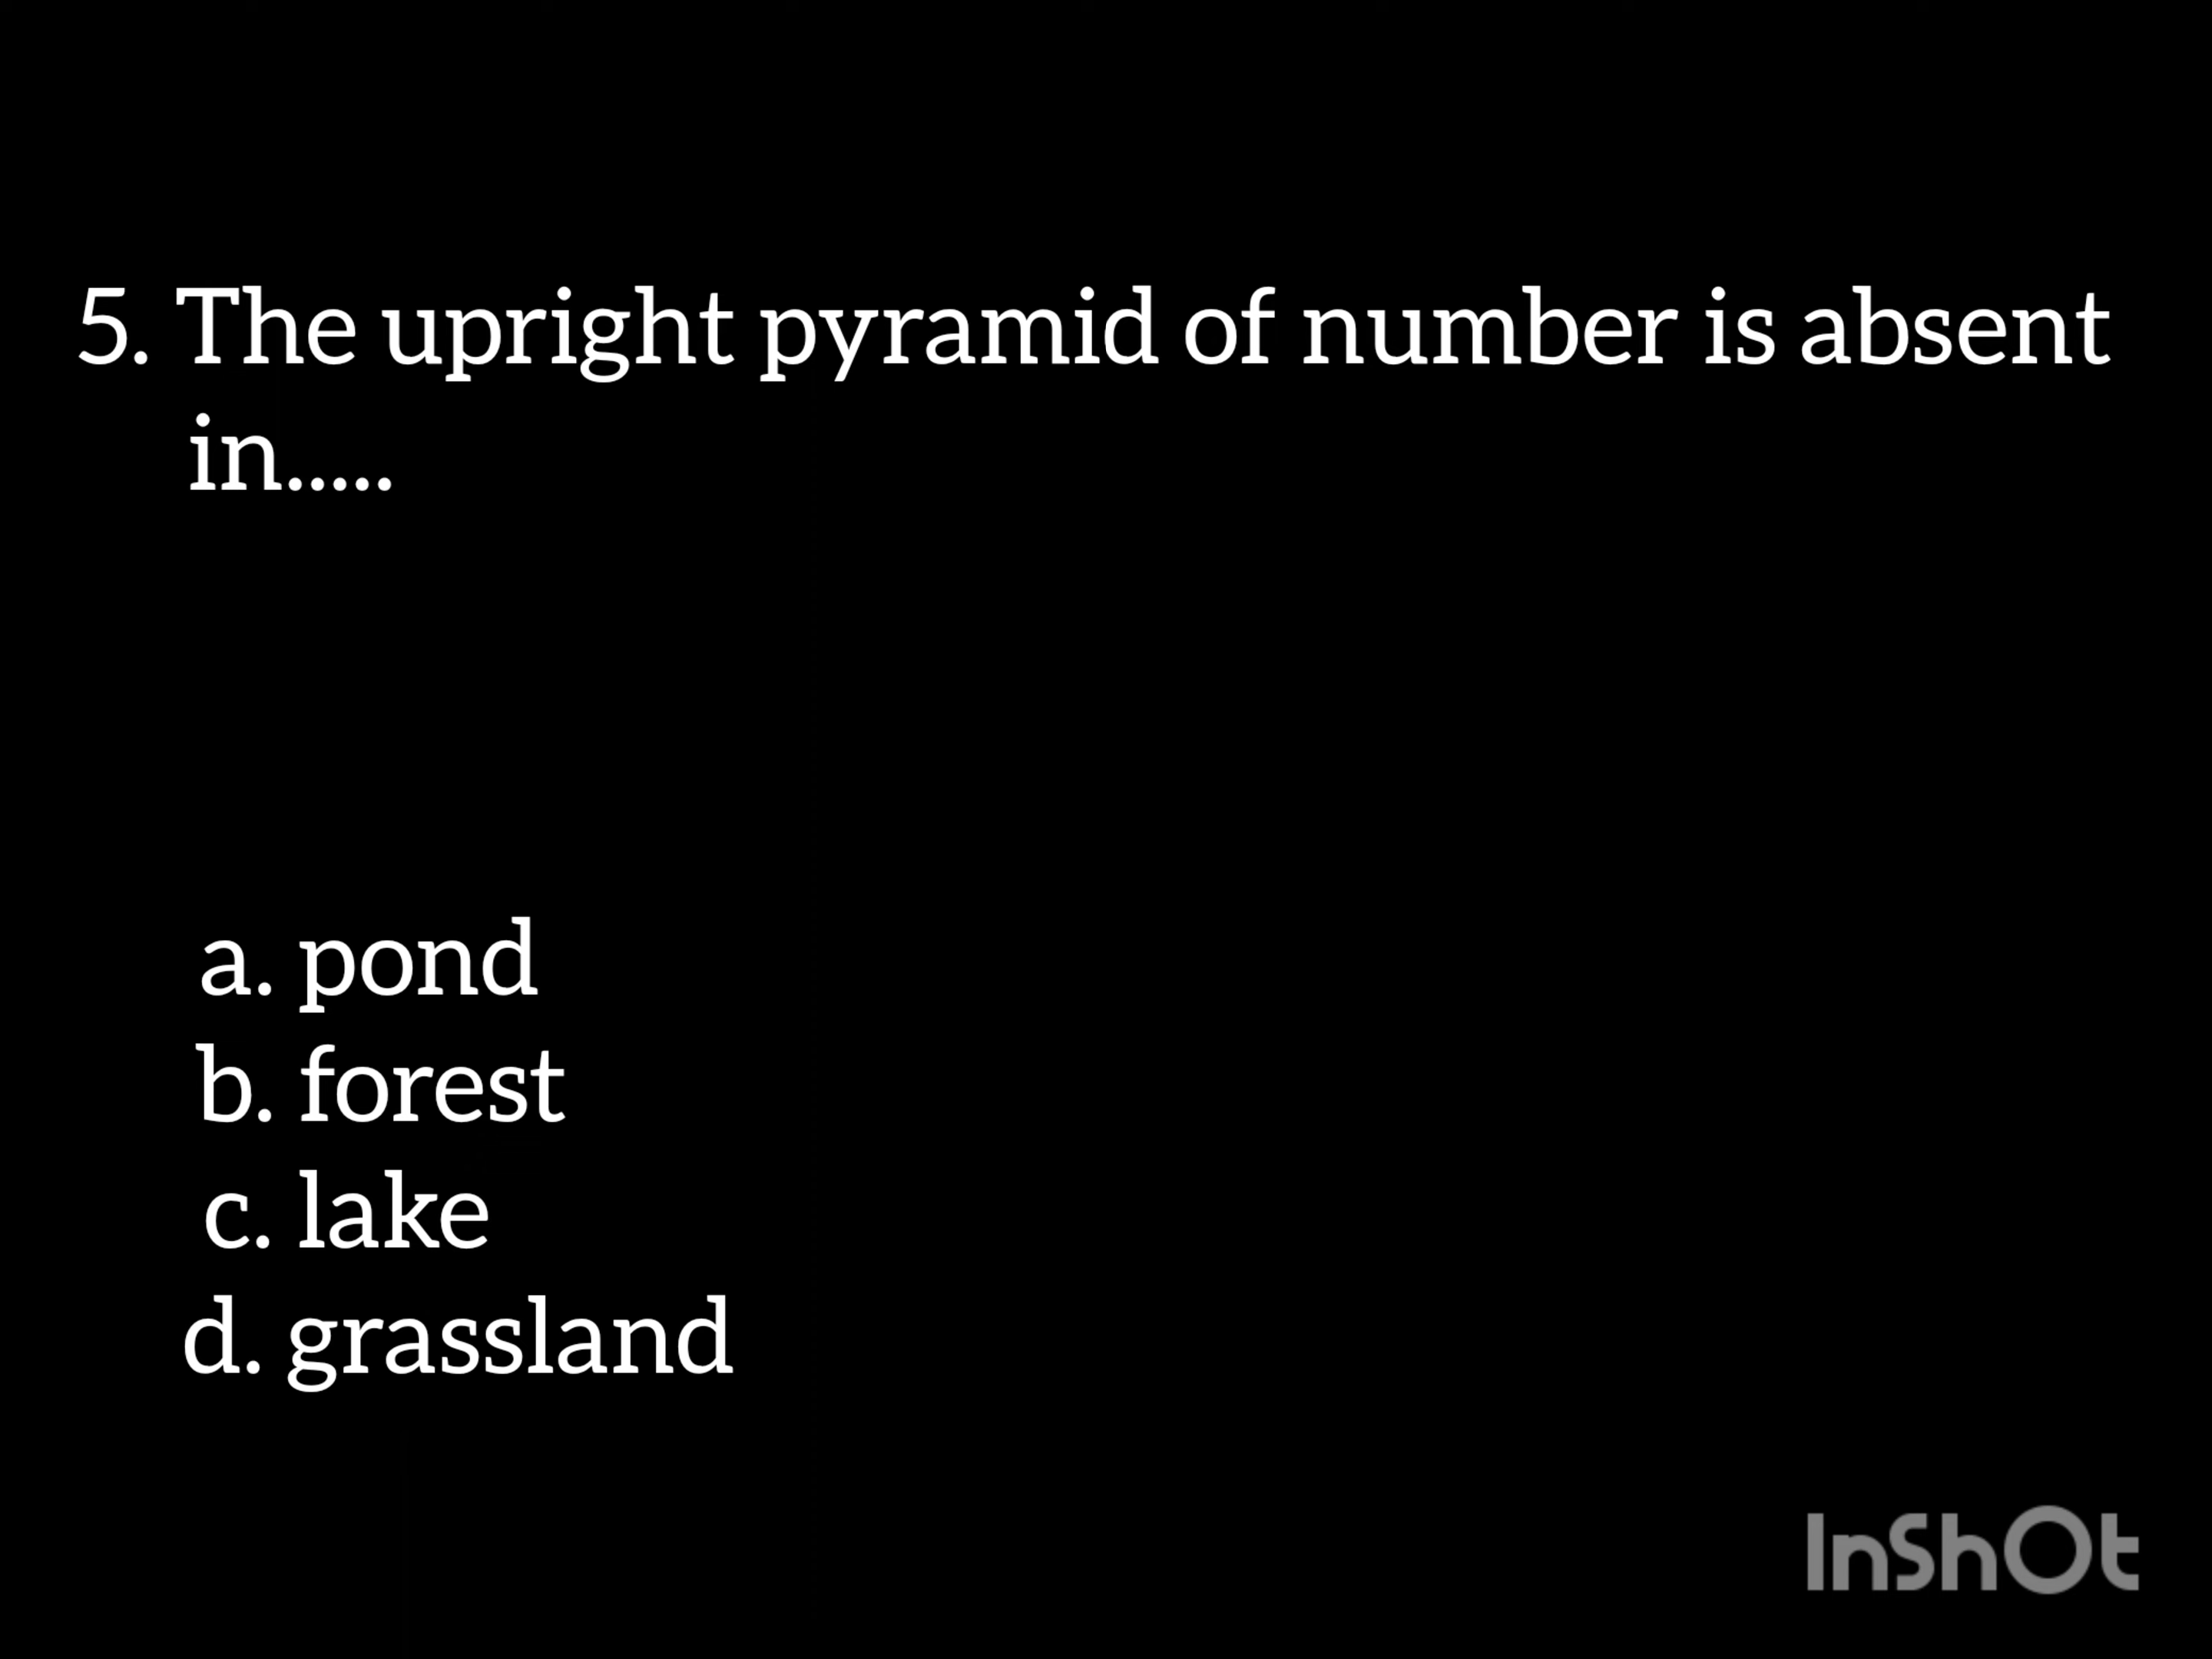 5. The upright pyramid of number is absent
in.....
a. pond
b. forest
c. lake
d. grassland
InShOt